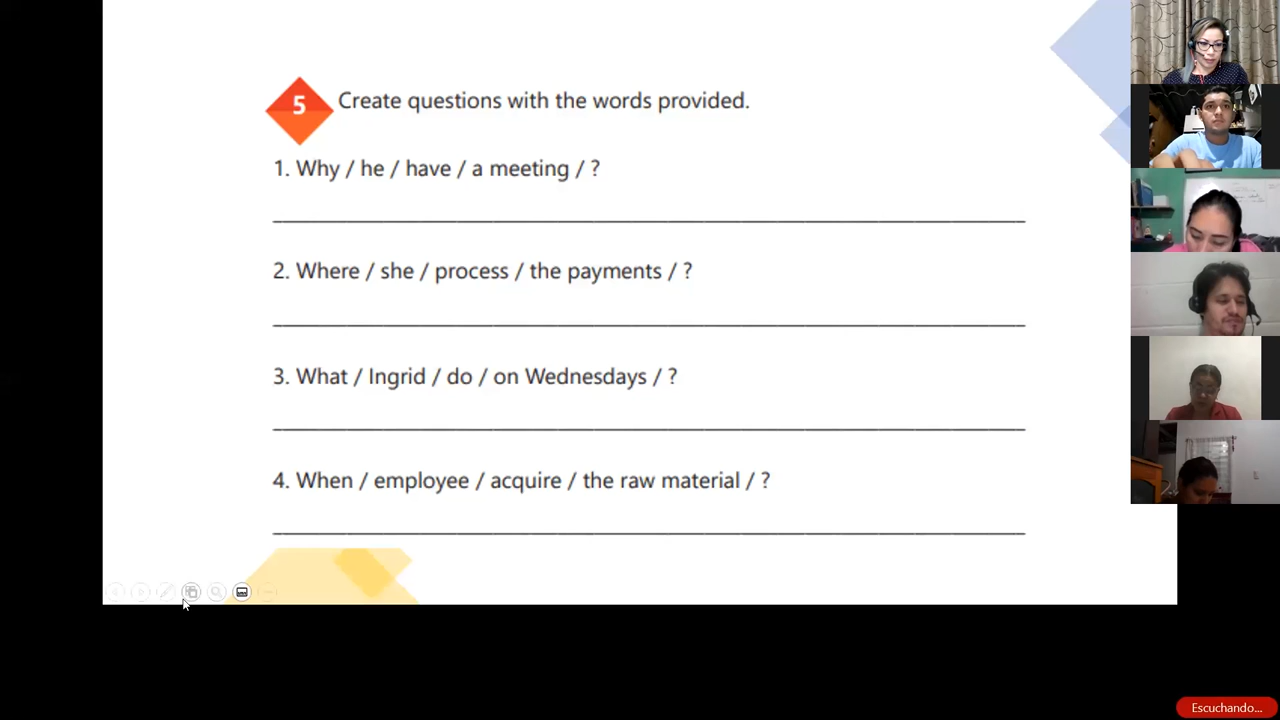 5 Create questions with the words provided.
1. Why / he / have / a meeting / ?
2. Where / she / process / the payments / ?
3. What / Ingrid / do / on Wednesdays / ?
4. When / employee / acquire / the raw material / ?
Escuchando...